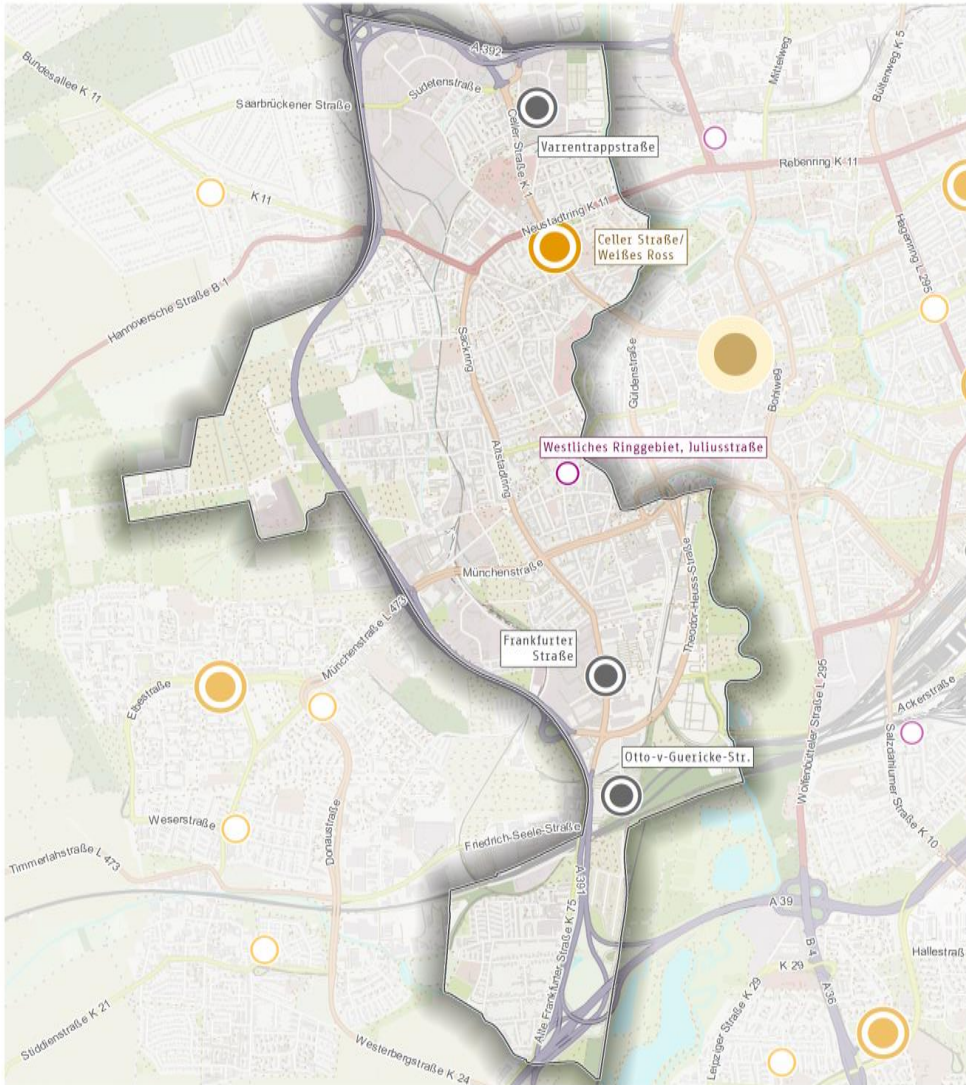 A 392
Bundesallee K 11
Mittelweg
Bültenweg K 5
Sudetenstraße
Saarbrückener Straße
Celler Straße K 1
Varrentrappstraße
Rebenring K 11
K 11
Neustadtring K 11
Hagenring L 295
Celler Straße/
Weißes Ross
Hannoversche Straße B 1
Sackring
Güldenstraße
Bohlweg
Westliches Ringgebiet, Juliusstraße
Altstadtring
Münchenstraße
Theodor-Heuss-Straße
Münchenstraße L 473
Frankfurter
Straße
Elbestraße
Wolfenbütteler Straße L 295
Ackerstraße
Salzdahlumer Straße K 10
Otto-v-Guericke-Str.
Weserstraße
Donaustraße
Friedrich-Seele-Straße
Timmerlahstraße L 473
A 391
A 39
Alte Frankfurter Straße K 75
B 4
Hallestraß
K 29
A 36
Leipziger Straße K 29
Stiddienstraße K 21
Westerbergstraße K 24